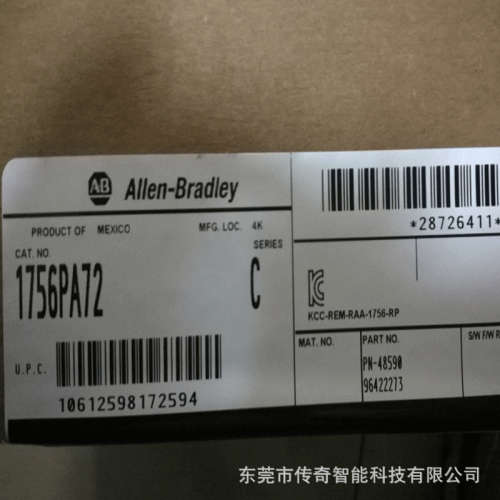 AB Allen-Bradley
PRODUCT OF MEXICO
MFG. LOC. 4K
CAT. NO.
SERIES
1756PA72
C
U.P.C.
10612598172594
*28726411*
KCC-REM-RAA-1756-RP
MAT. NO.
PART NO.
S/W F/W R
PN-48590
96422273
东莞市传奇智能科技有限公司